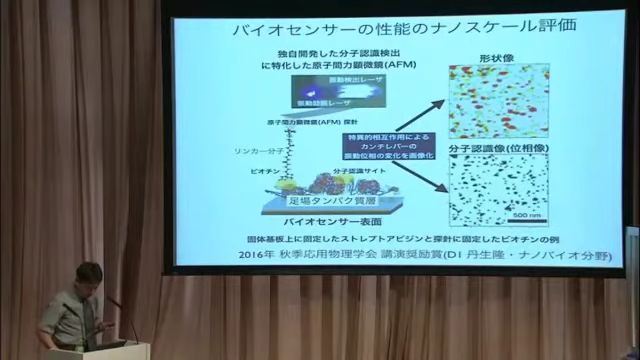 バイオセンサーの性能のナノスケール評価
独自開発した分子認識検出
に特化した原子間力顕微鏡(AFM)
振動検出レーザ
振動励振レーザ
原子間力顕微鏡(AFM) 探針
リンカー分子
ビオチン
分子認識サイト
足場タンパク質層
バイオセンサー表面
特異的相互作用による
カンチレバーの
振動位相の変化を画像化
形状像
分子認識像(位相像)
500 nm
固体基板上に固定したストレプトアビジンと探針に固定したビオチンの例
2016年 秋季応用物理学会 講演奨励賞(D1 丹生隆・ナノバイオ分野)